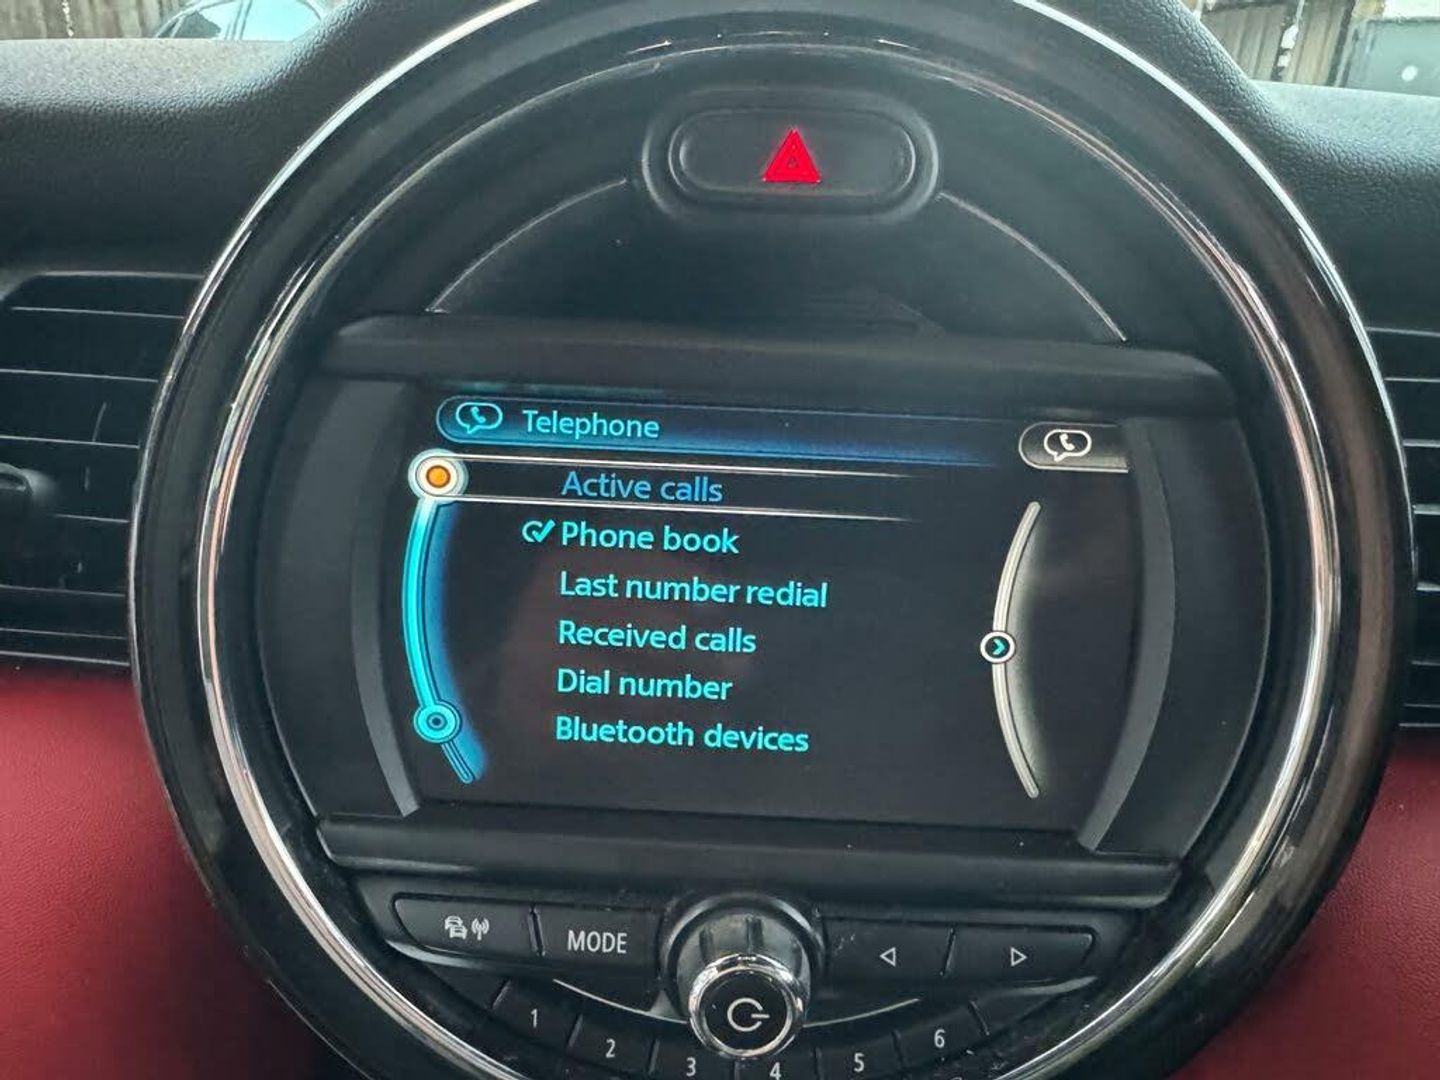 Telephone
Active calls
Phone book
Last number redial
Received calls
Dial number
Bluetooth devices
MODE
1 2 3 4 5 6